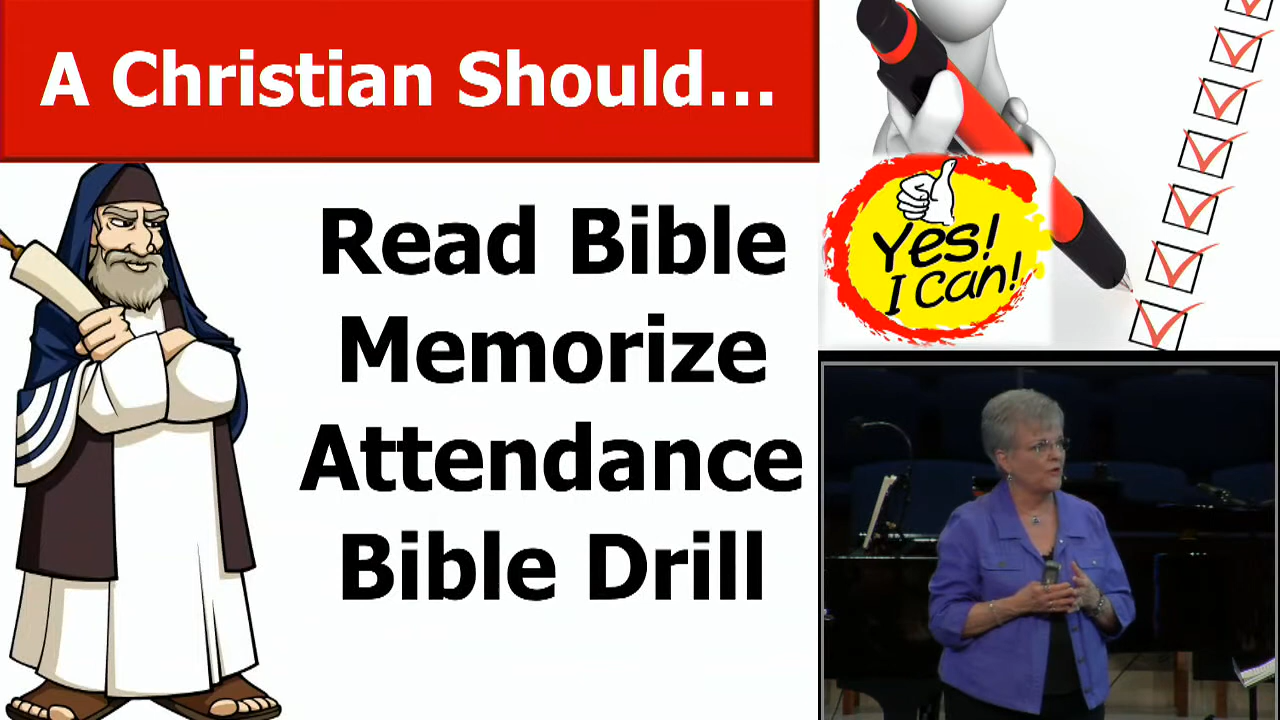 A Christian Should...
Read Bible
Memorize
Attendance
Bible Drill
Yes!
I can!